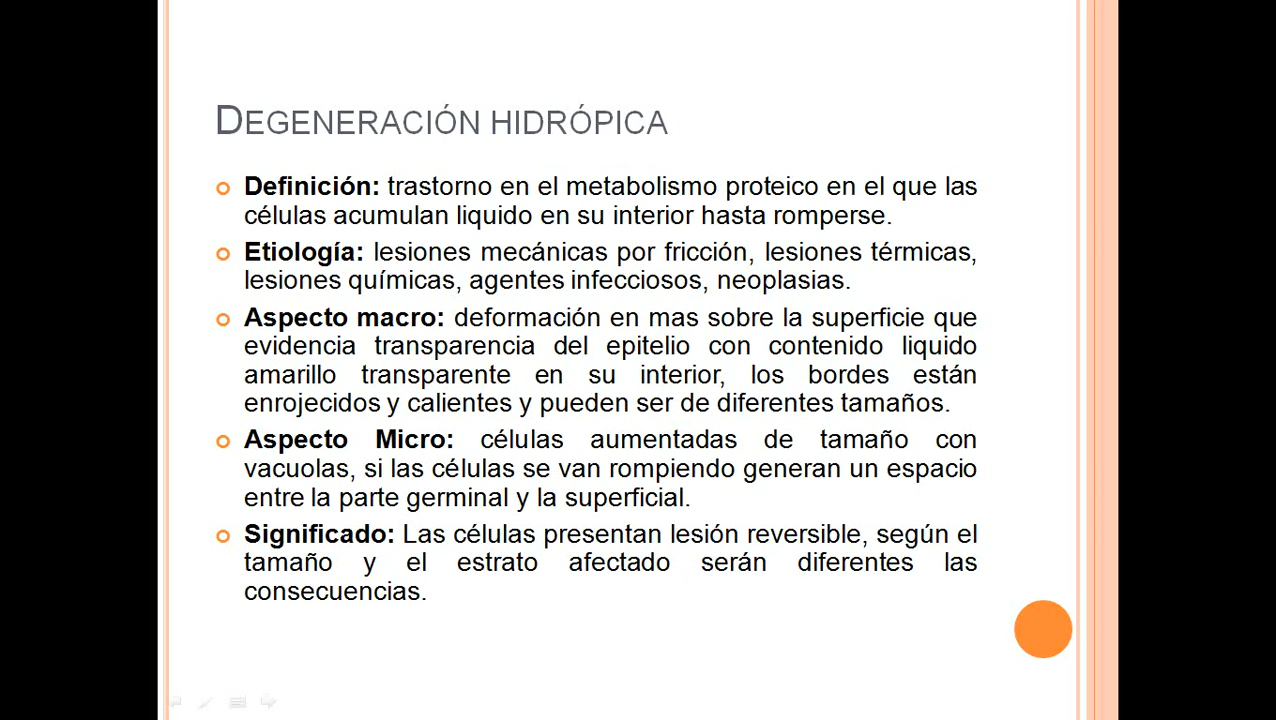 DEGENERACIÓN HIDRÓPICA
Definición: trastorno en el metabolismo proteico en el que las
células acumulan liquido en su interior hasta romperse.
Etiología: lesiones mecánicas por fricción, lesiones térmicas,
lesiones químicas, agentes infecciosos, neoplasias.
Aspecto macro: deformación en mas sobre la superficie que
evidencia transparencia del epitelio con contenido liquido
amarillo transparente en su interior, los bordes están
enrojecidos y calientes y pueden ser de diferentes tamaños.
Aspecto Micro: células aumentadas de tamaño con
vacuolas, si las células se van rompiendo generan un espacio
entre la parte germinal y la superficial.
Significado: Las células presentan lesión reversible, según el
tamaño y el estrato afectado serán diferentes las
consecuencias.